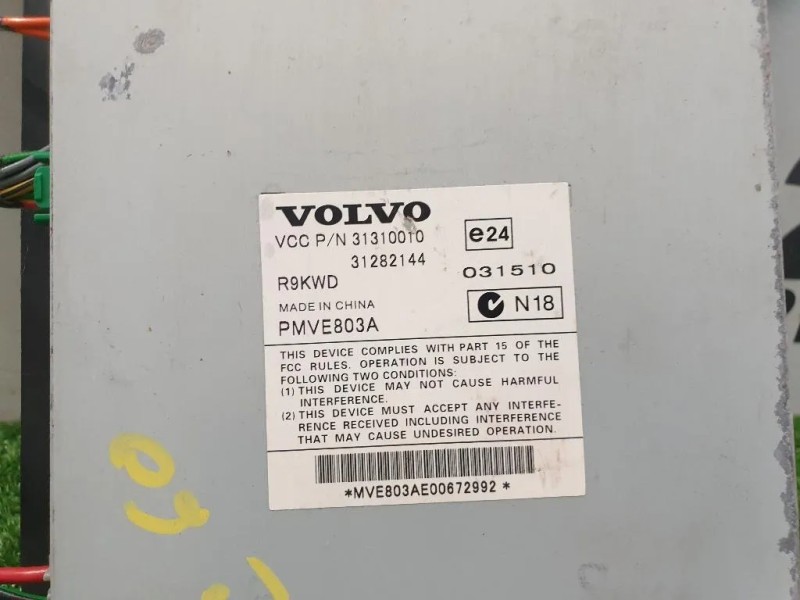 VOLVO
VCC P/N 31310010
31282144
e24
R9KWD
031510
MADE IN CHINA
PMVE803A
N18
THIS DEVICE COMPLIES WITH PART 15 OF THE
FCC RULES. OPERATION IS SUBJECT TO THE
FOLLOWING TWO CONDITIONS:
(1) THIS DEVICE MAY NOT CAUSE HARMFUL
INTERFERENCE.
(2) THIS DEVICE MUST ACCEPT ANY INTERFE-
RENCE RECEIVED INCLUDING INTERFERENCE
THAT MAY CAUSE UNDESIRED OPERATION.
*MVE803AE00672992*